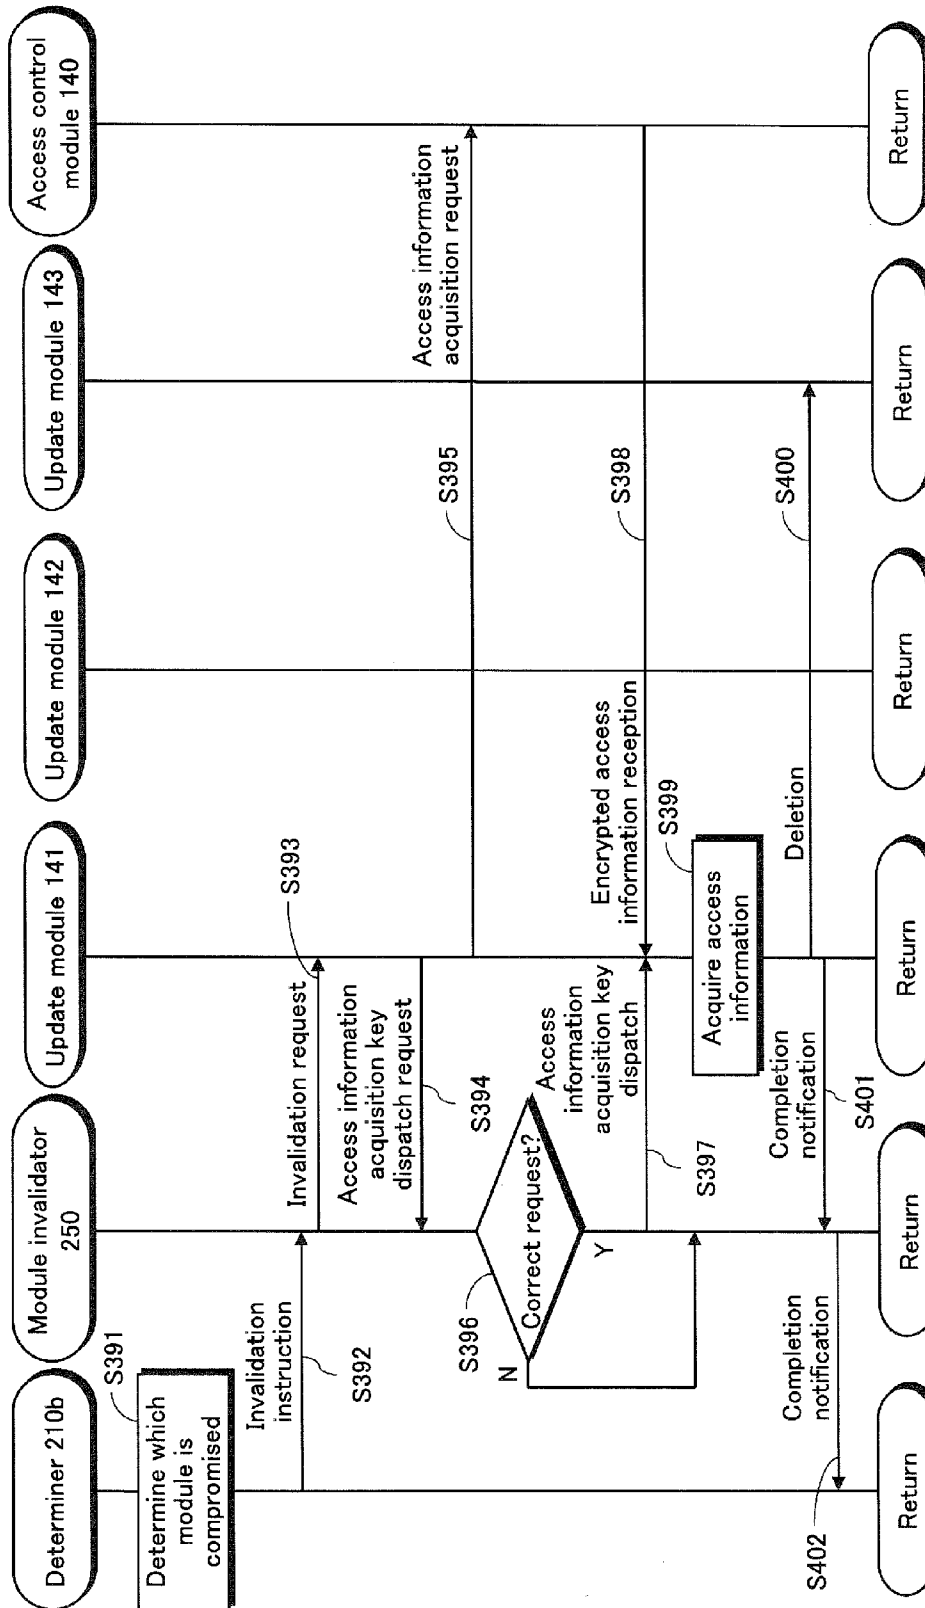 Determiner 210b
Module invalidator
250
Update module 141
Update module 142
Update module 143
Access control
module 140
S391
Determine which
module is
compromised
Invalidation
instruction
S392
Invalidation request
S393
Access information
acquisition key
dispatch request
S394
S395
Access information
acquisition request
S396
Correct request?
N
Y
Access
information
acquisition key
dispatch
S397
Encrypted access
information reception
S398
S399
Acquire access
information
Deletion
S400
Completion
notification
S401
Completion
notification
S402
Return
Return
Return
Return
Return
Return